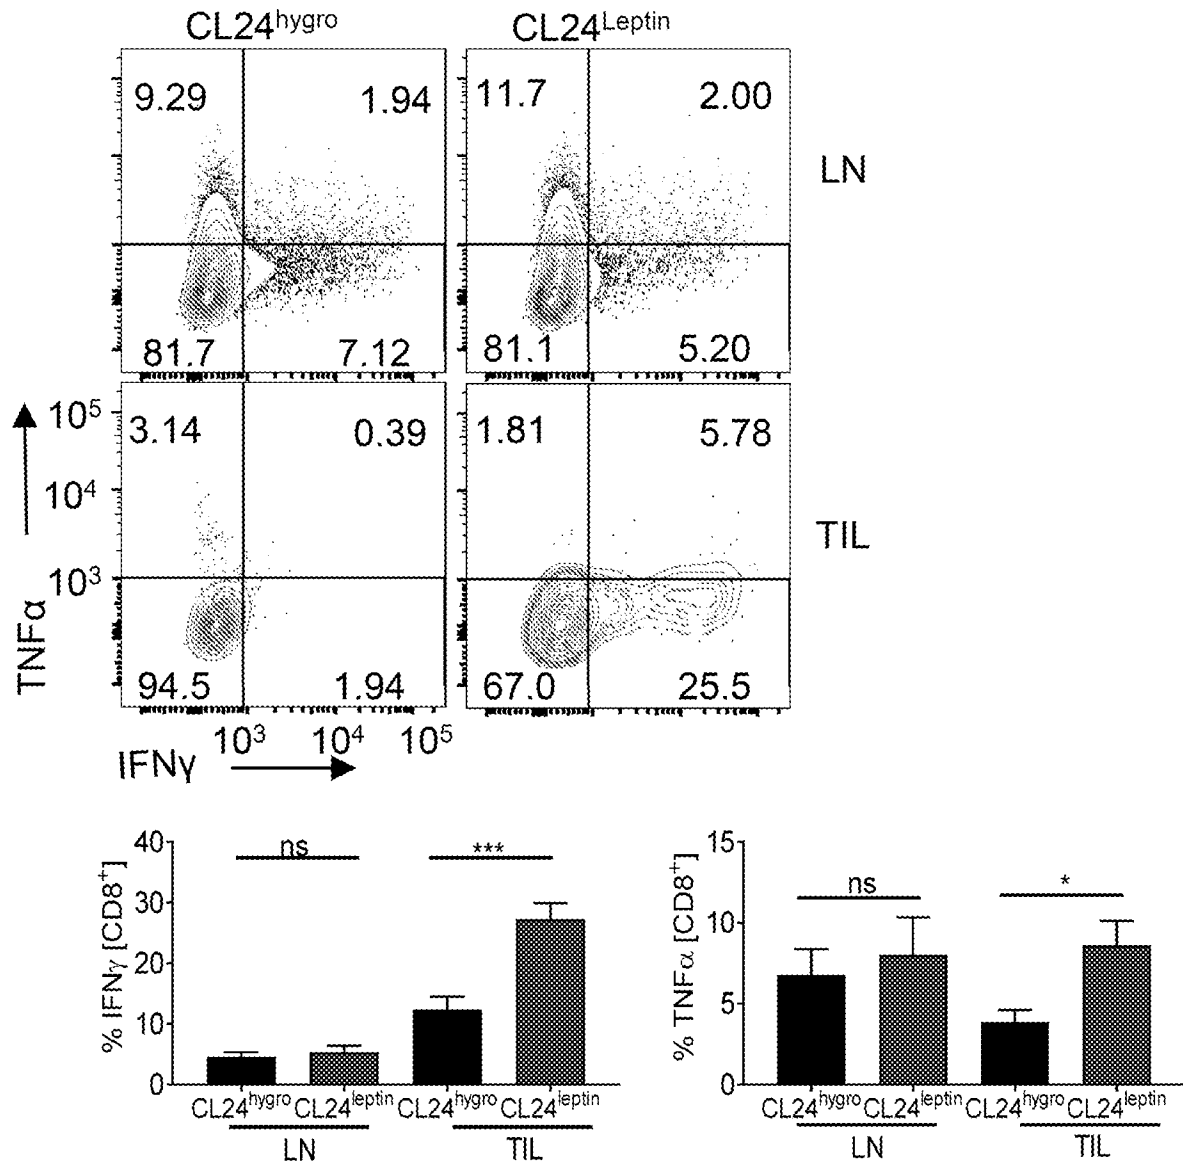 CL24hygro CL24Leptin
9.29 1.94 11.7 2.00
LN
81.7 7.12 81.1 5.20
10⁵
3.14 0.39 1.81 5.78
10⁴
TIL
10³
TNFα
94.5 1.94 67.0 25.5
10³ 10⁴ 10⁵
IFNγ
% IFNγ [CD8⁺]
40
30
20
10
0
ns ***
CL24hygro CL24leptin CL24hygro CL24leptin
LN TIL
% TNFα [CD8⁺]
15
10
5
0
ns *
CL24hygro CL24leptin CL24hygro CL24leptin
LN TIL